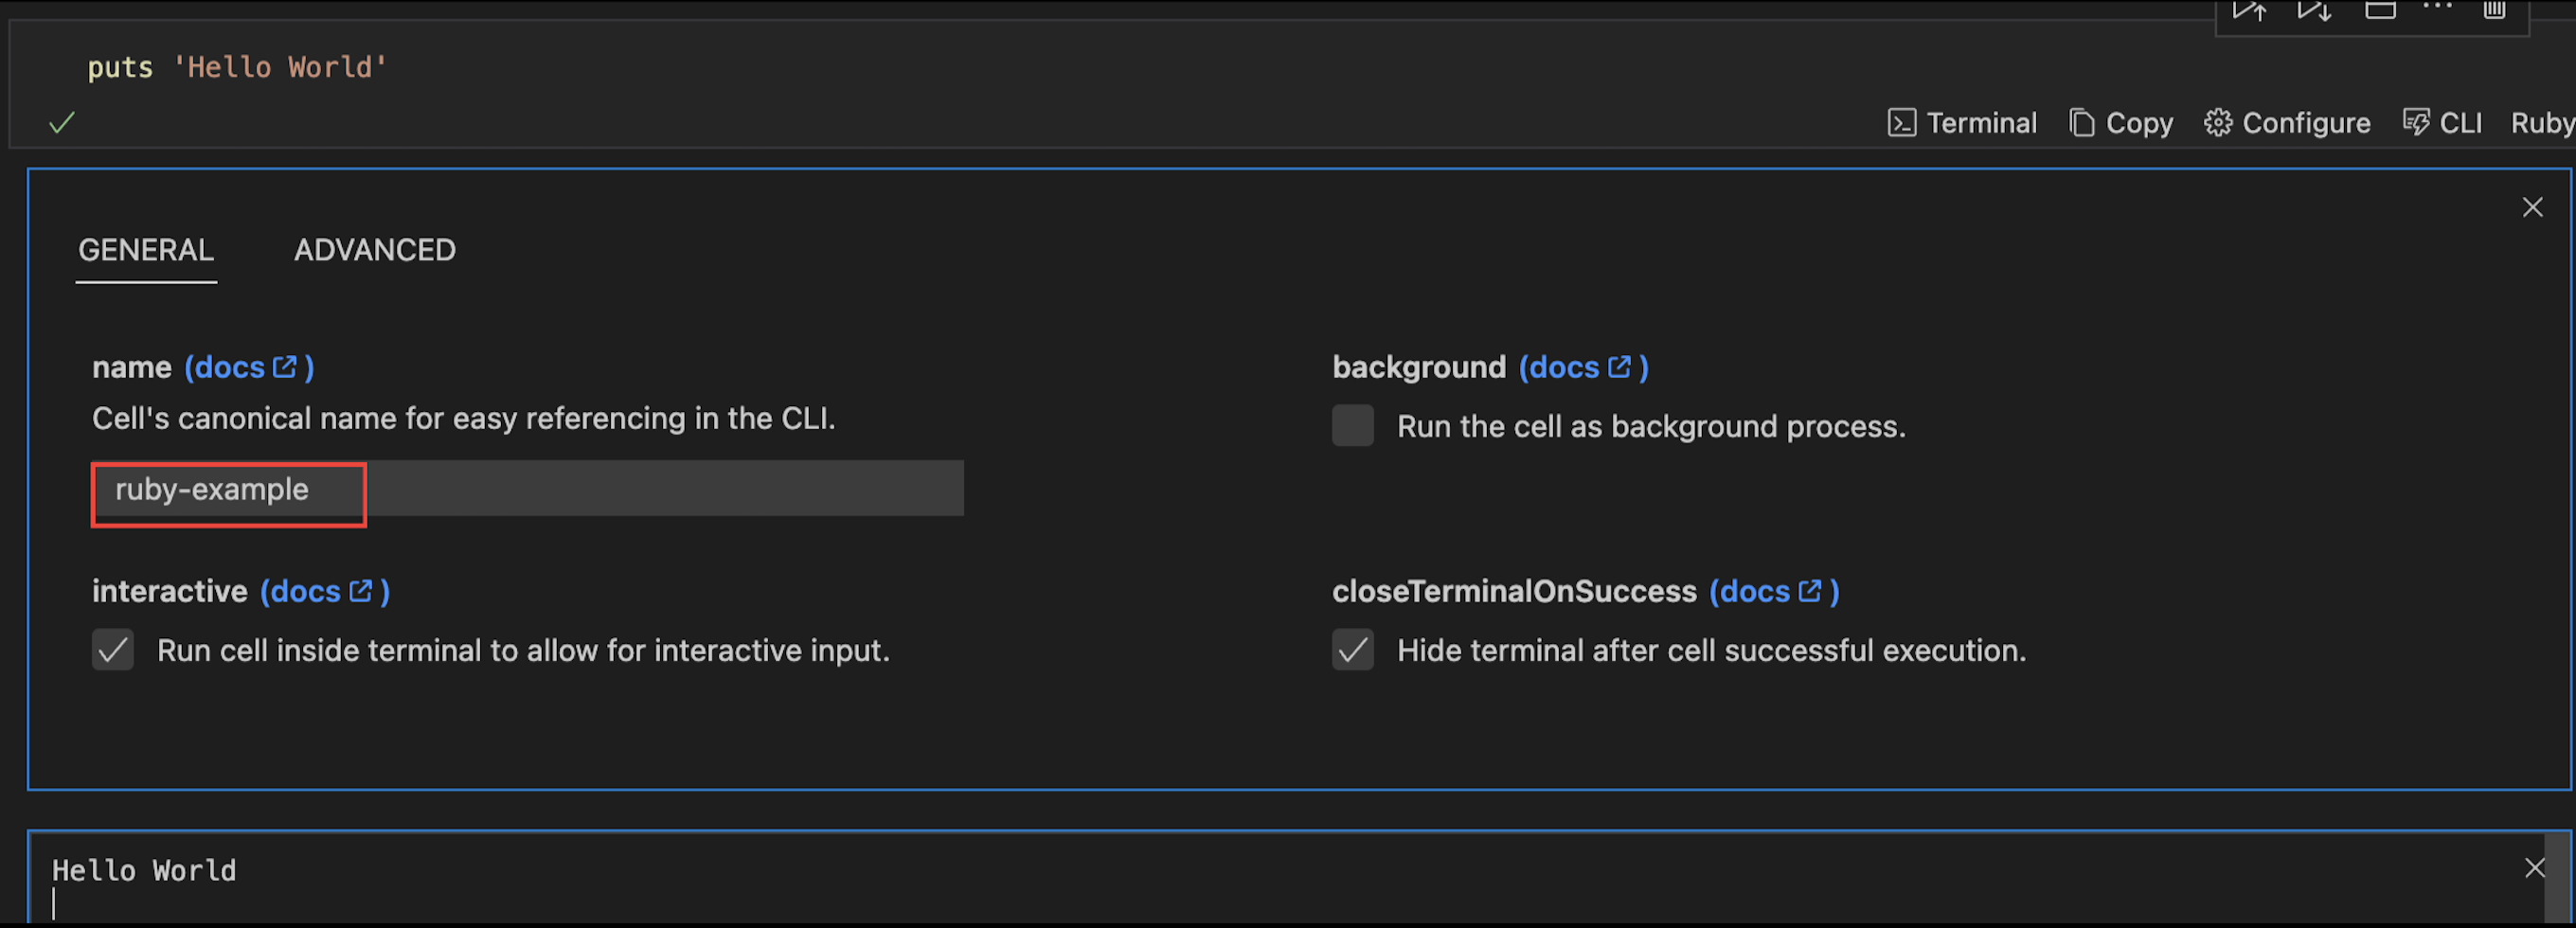 puts 'Hello World'
Terminal Copy Configure CLI Ruby
GENERAL ADVANCED
name (docs)
Cell's canonical name for easy referencing in the CLI.
ruby-example
background (docs)
Run the cell as background process.
interactive (docs)
Run cell inside terminal to allow for interactive input.
closeTerminalOnSuccess (docs)
Hide terminal after cell successful execution.
Hello World